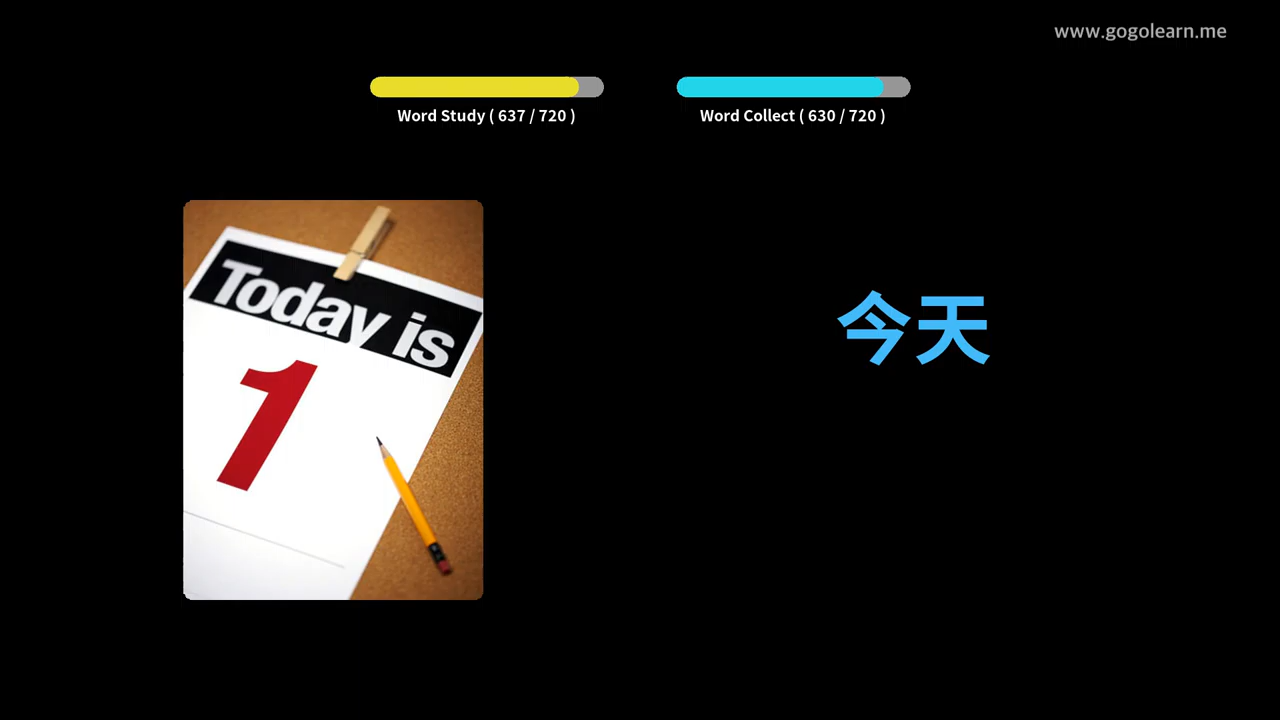 www.gogolearn.me
Word Study ( 637 / 720 )
Word Collect ( 630 / 720 )
Today is
1
今天